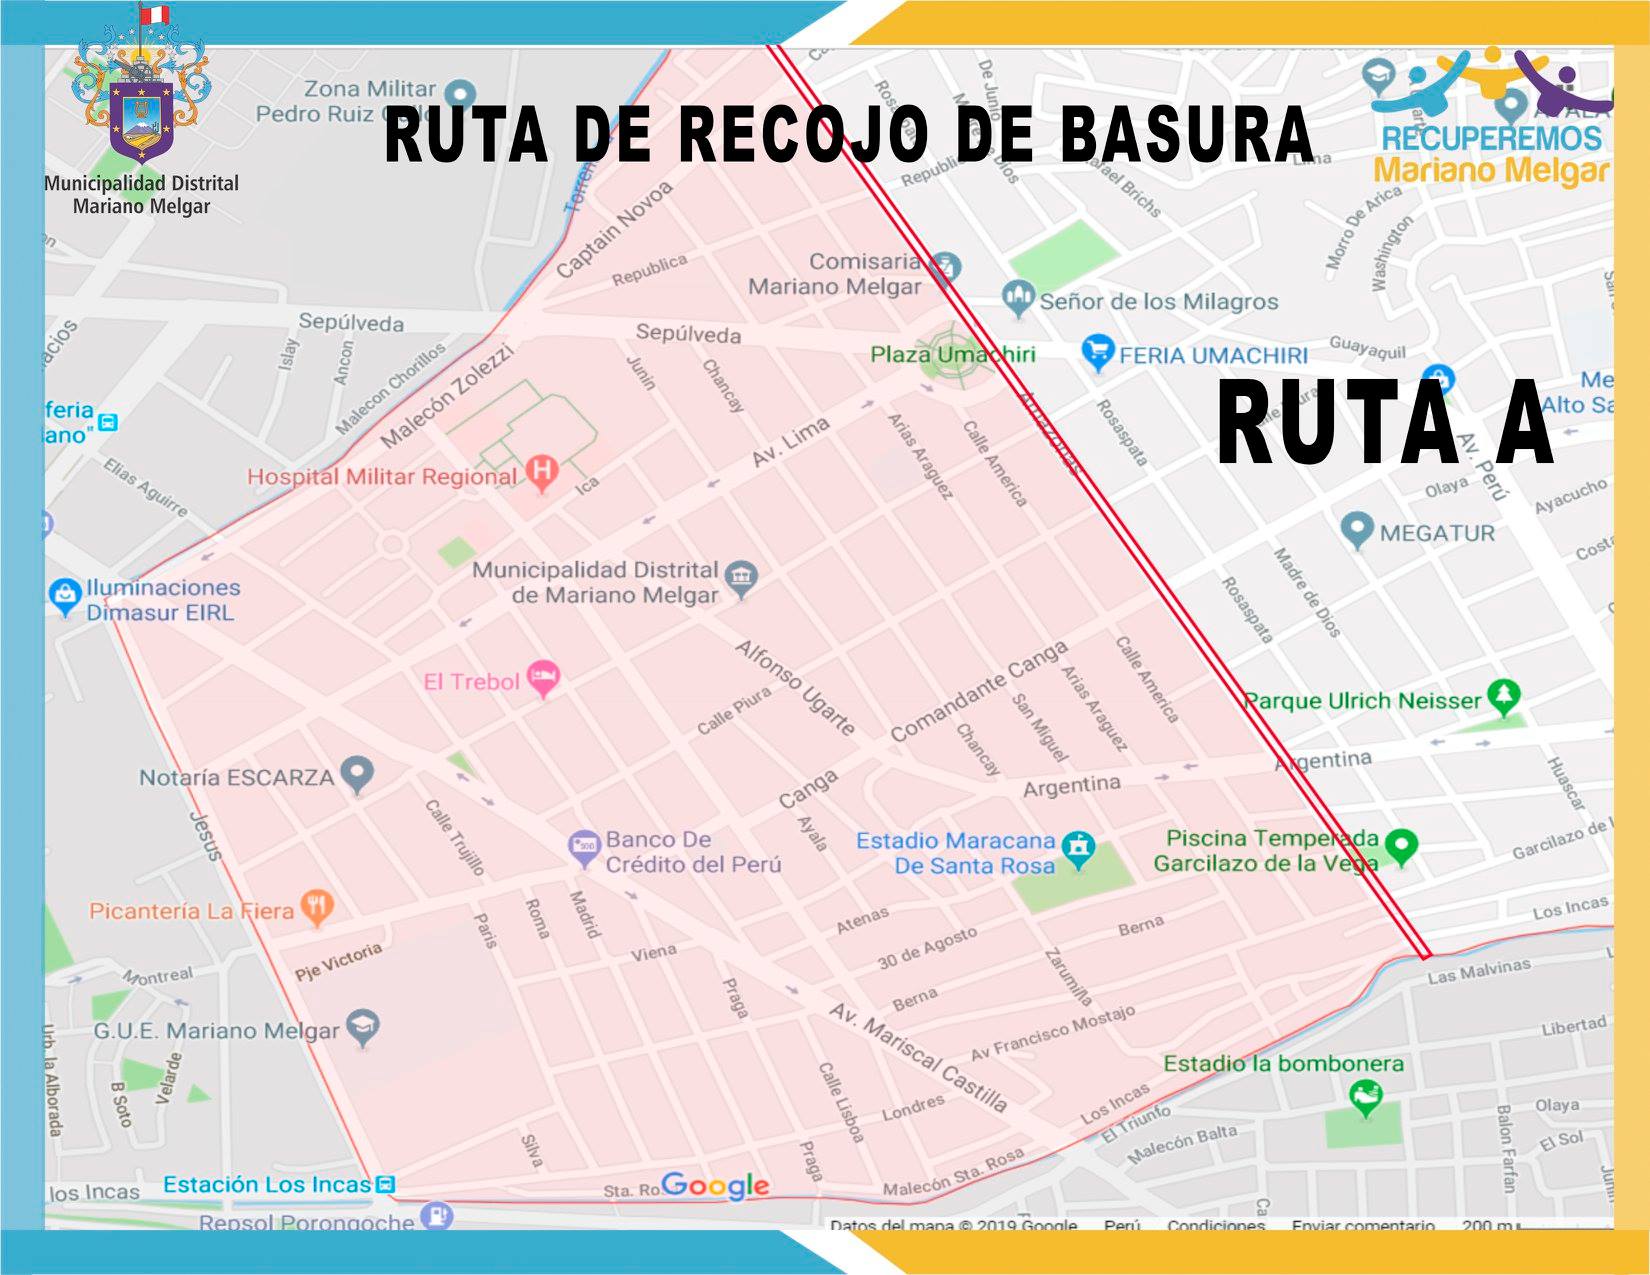 Municipalidad Distrital
Mariano Melgar
RUTA DE RECOJO DE BASURA
RECUPEREMOS
Mariano Melgar
RUTA A
Zona Militar
Pedro Ruiz
Captain Novoa
Republica
Lima
Morro De Arica
Washington
Comisaria
Mariano Melgar
Señor de los Milagros
Sepúlveda
Sepúlveda
Islay
Ancon
Malecon Chorillos
Malecón Zolezzi
Junin
Chancay
Plaza Umachiri
FERIA UMACHIRI
Guayaquil
feria
Elias Aguirre
Hospital Militar Regional
Ica
Av. Lima
Arias Araguez
Calle America
Amazonas
Rosaspata
Av. Perú
Olaya
Ayacucho
MEGATUR
Iluminaciones
Dimasur EIRL
Municipalidad Distrital
de Mariano Melgar
Rosaspata
Madre de Dios
El Trebol
Alfonso Ugarte
Calle Piura
Comandante Canga
Chancay
San Miguel
Arias Araguez
Calle America
Parque Ulrich Neisser
Notaría ESCARZA
Canga
Argentina
Argentina
Huascar
Jesus
Calle Trujillo
Banco De
Crédito del Perú
Ayala
Estadio Maracana
De Santa Rosa
Piscina Temperada
Garcilazo de la Vega
Garcilazo de
Picantería La Fiera
Paris
Roma
Madrid
Atenas
Berna
Los Incas
Pje Victoria
Viena
30 de Agosto
Montreal
Praga
Berna
Zarumilla
Las Malvinas
G.U.E. Mariano Melgar
Av. Mariscal Castilla
Av Francisco Mostajo
Libertad
Urb. la Alborada
B Soto
Velarde
Estadio la bombonera
Calle Lisboa
Londres
Los Incas
El Triunfo
Malecón Balta
Olaya
El Sol
Balon Farfan
Silva
Praga
Malecón Sta. Rosa
los Incas
Estación Los Incas
Sta. Ro
Google
Repsol Porongoche
Datos del mapa © 2019 Google Perú Condiciones Enviar comentario 200 m